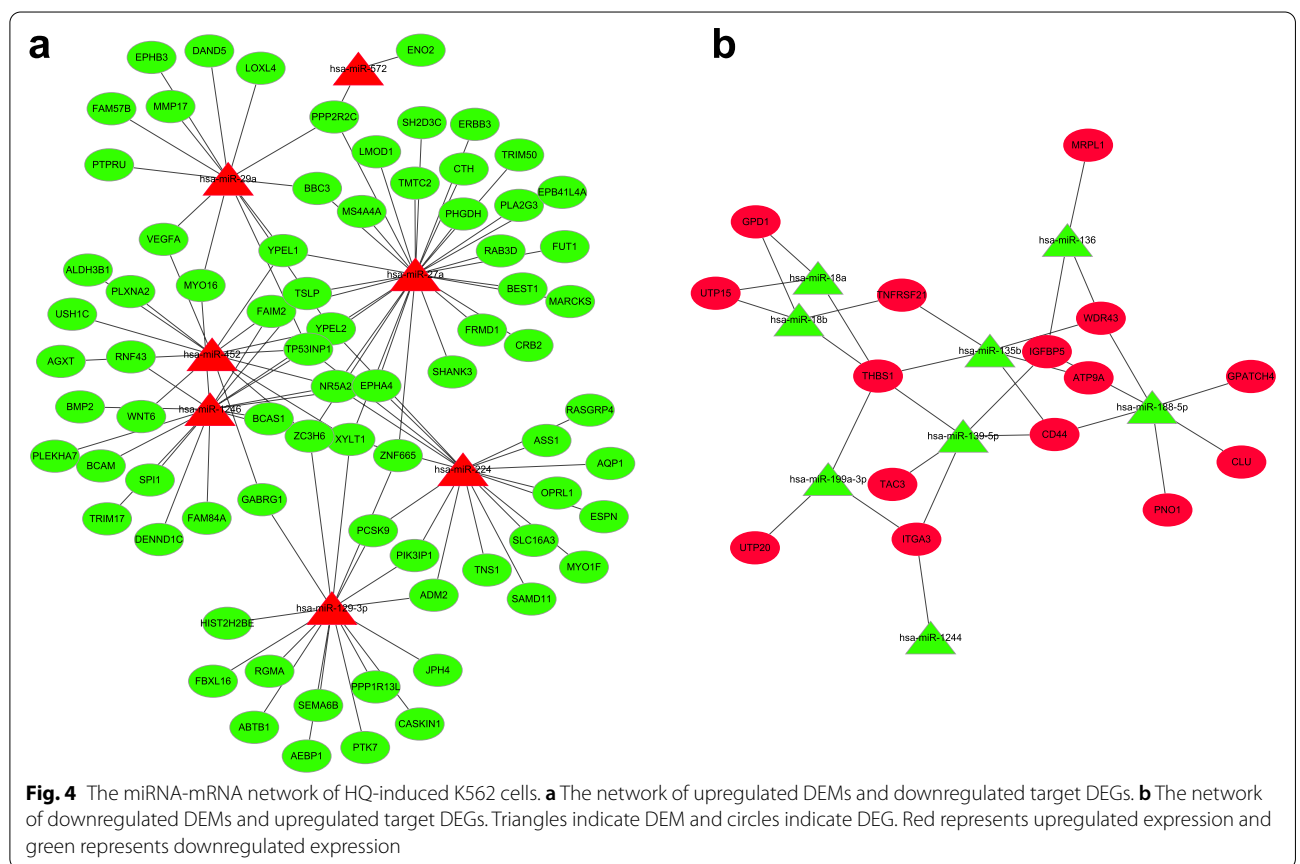 a
b
ENO2
DAND5
EPHB3
LOXL4
hsa-miR-572
FAM57B
MMP17
PPP2R2C
SH2D3C
ERBB3
MRPL1
LMOD1
TRIM50
PTPRU
CTH
hsa-miR-29a
BBC3
TMTC2
EPB41L4A
MS4A4A
PHGDH
PLA2G3
GPD1
VEGFA
hsa-miR-136
YPEL1
RAB3D
FUT1
ALDH3B1
hsa-miR-27a
hsa-miR-18a
MYO16
PLXNA2
TSLP
BEST1
UTP15
TNFRSF21
MARCKS
USH1C
FAIM2
hsa-miR-18b
WDR43
YPEL2
FRMD1
CRB2
TP53INP1
hsa-miR-452
hsa-miR-135b
IGFBP5
AGXT
RNF43
SHANK3
THBS1
ATP9A
GPATCH4
NR5A2
EPHA4
BMP2
WNT6
hsa-miR-1246
hsa-miR-188-5p
RASGRP4
BCAS1
ZC3H6
XYLT1
ASS1
hsa-miR-139-5p
CD44
PLEKHA7
BCAM
ZNF665
AQP1
CLU
hsa-miR-224
SPI1
hsa-miR-199a-3p
TAC3
OPRL1
GABRG1
PNO1
TRIM17
FAM84A
ESPN
PCSK9
DENND1C
SLC16A3
ITGA3
UTP20
PIK3IP1
TNS1
MYO1F
ADM2
SAMD11
hsa-miR-129-3p
HIST2H2BE
hsa-miR-1244
RGMA
JPH4
FBXL16
PPP1R13L
SEMA6B
ABTB1
CASKIN1
PTK7
AEBP1
Fig. 4 The miRNA-mRNA network of HQ-induced K562 cells. a The network of upregulated DEMs and downregulated target DEGs. b The network
of downregulated DEMs and upregulated target DEGs. Triangles indicate DEM and circles indicate DEG. Red represents upregulated expression and
green represents downregulated expression